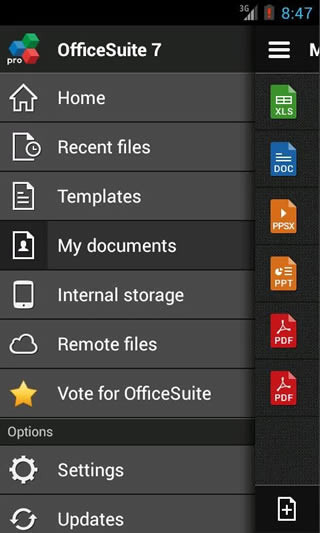 3G 8:47
pro OfficeSuite 7
M
Home
XLS
Recent files
DOC
Templates
PPSX
My documents
Internal storage
PPT
Remote files
PDF
Vote for OfficeSuite
PDF
Options
Settings
Updates